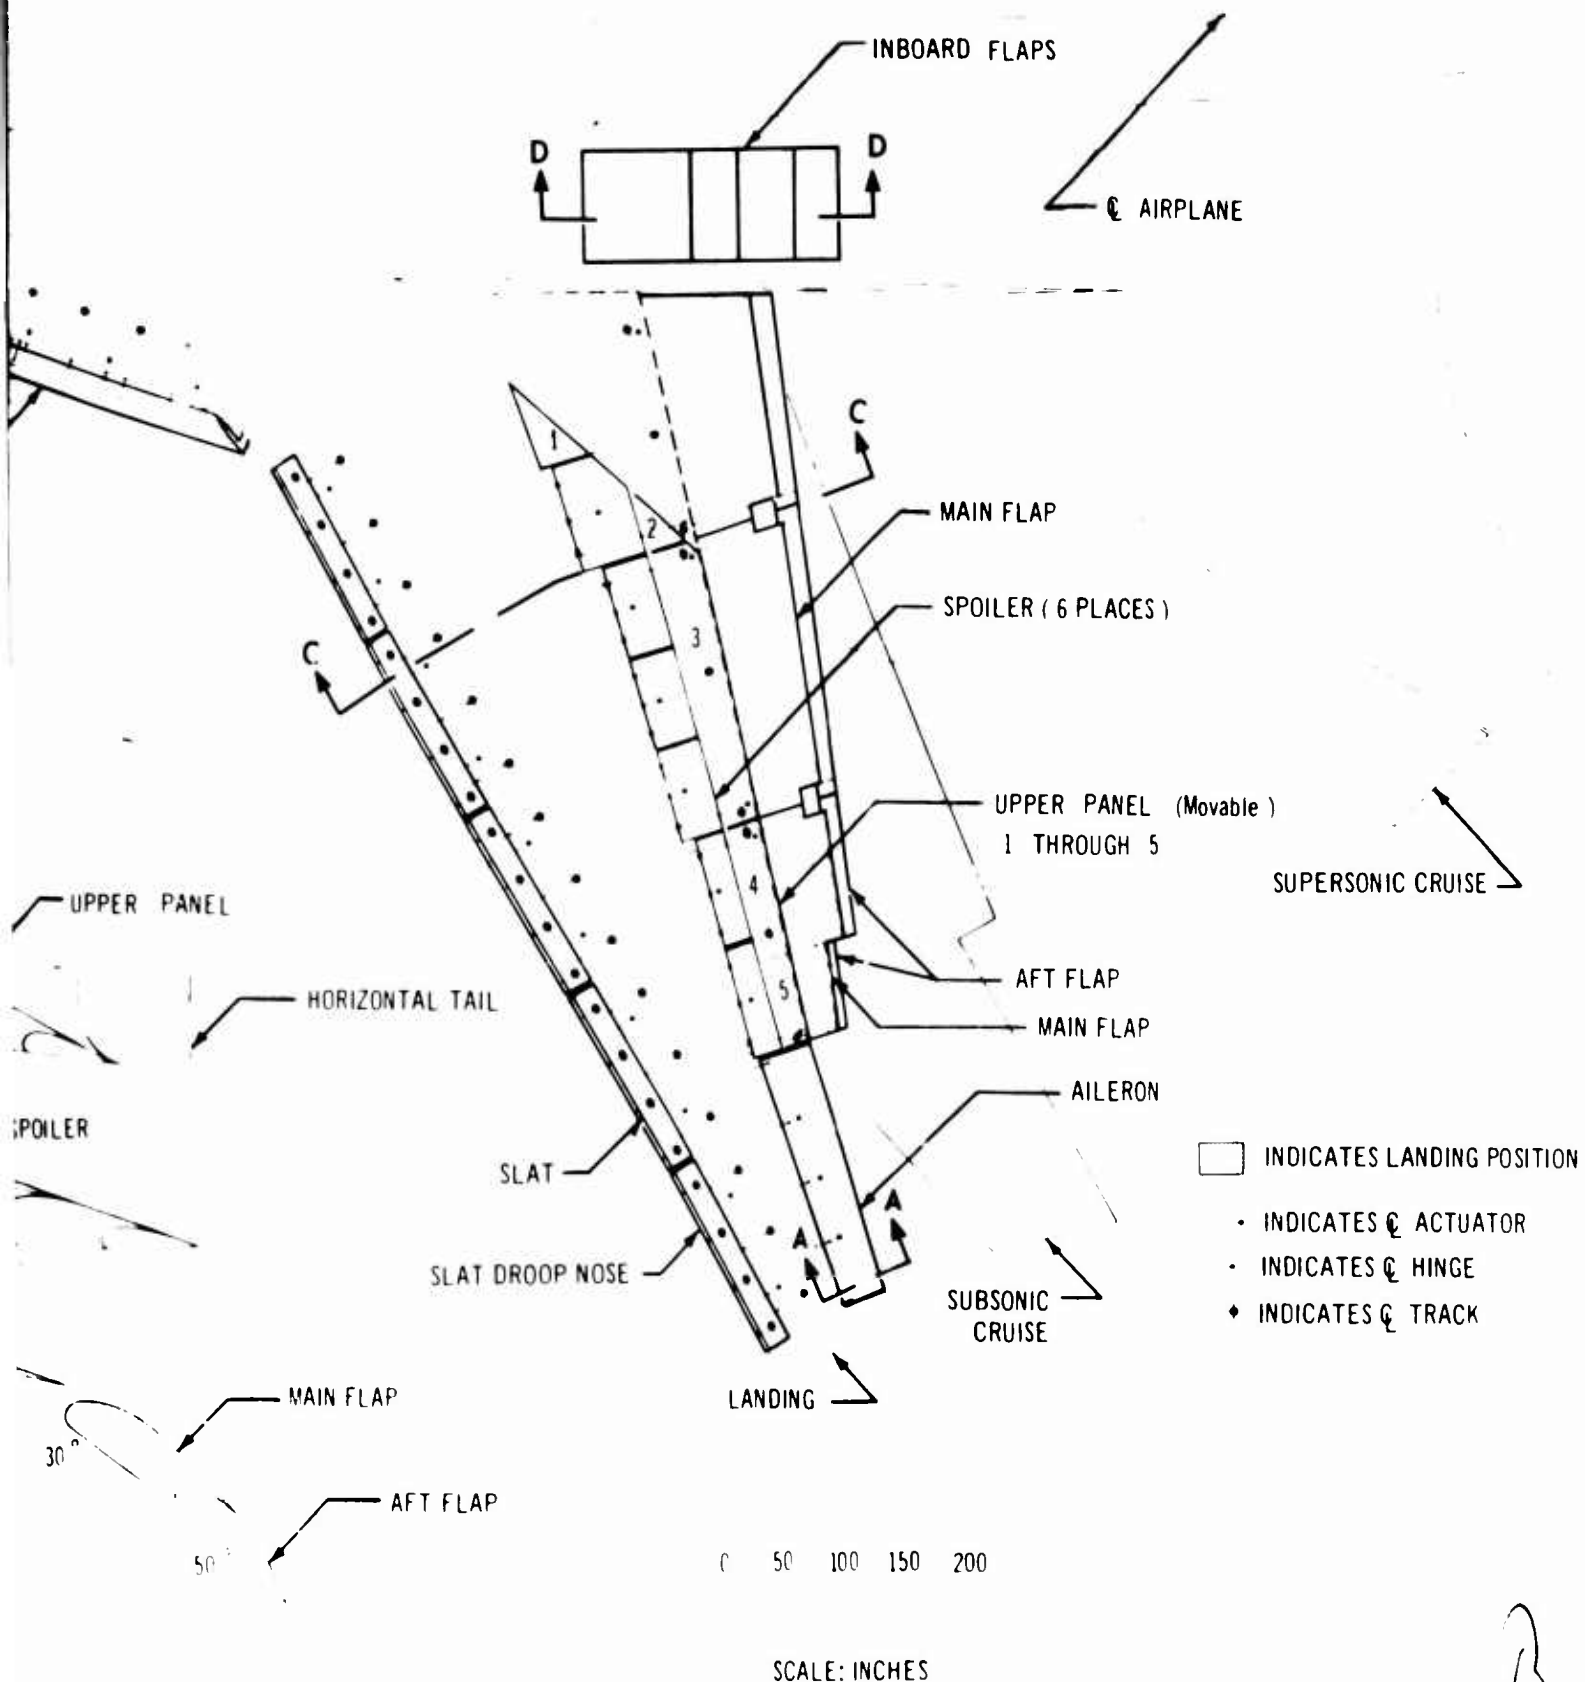 INBOARD FLAPS
D
D
℄ AIRPLANE
C
1
MAIN FLAP
2
SPOILER ( 6 PLACES )
3
C
UPPER PANEL (Movable )
1 THROUGH 5
4
SUPERSONIC CRUISE
UPPER PANEL
AFT FLAP
5
HORIZONTAL TAIL
MAIN FLAP
AILERON
SPOILER
INDICATES LANDING POSITION
SLAT
A
INDICATES ℄ ACTUATOR
A
INDICATES ℄ HINGE
SLAT DROOP NOSE
SUBSONIC
CRUISE
INDICATES ℄ TRACK
LANDING
MAIN FLAP
30°
AFT FLAP
50°
0 50 100 150 200
SCALE: INCHES